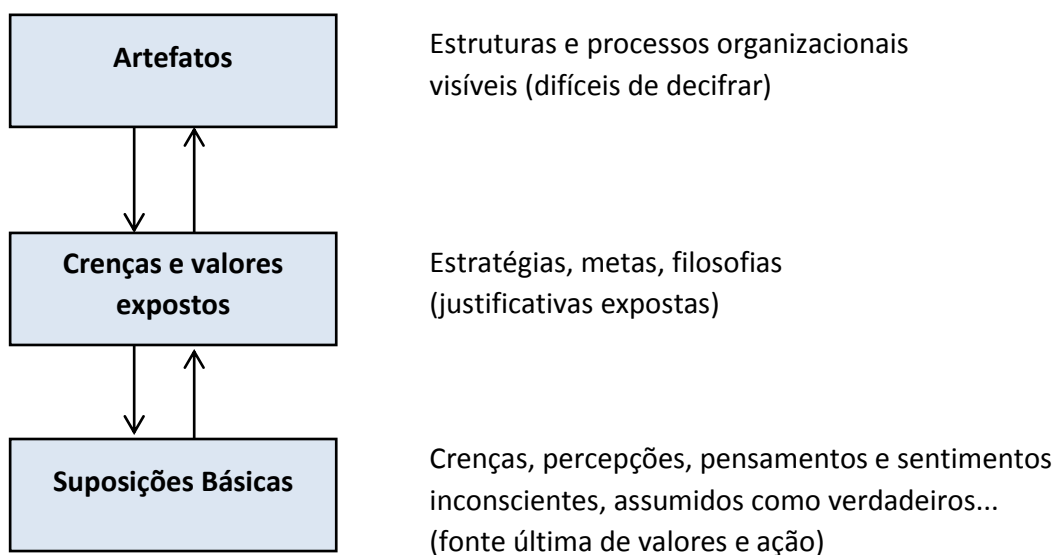 Artefatos
Estruturas e processos organizacionais
visíveis (difíceis de decifrar)
Crenças e valores
expostos
Estratégias, metas, filosofias
(justificativas expostas)
Suposições Básicas
Crenças, percepções, pensamentos e sentimentos
inconscientes, assumidos como verdadeiros...
(fonte última de valores e ação)